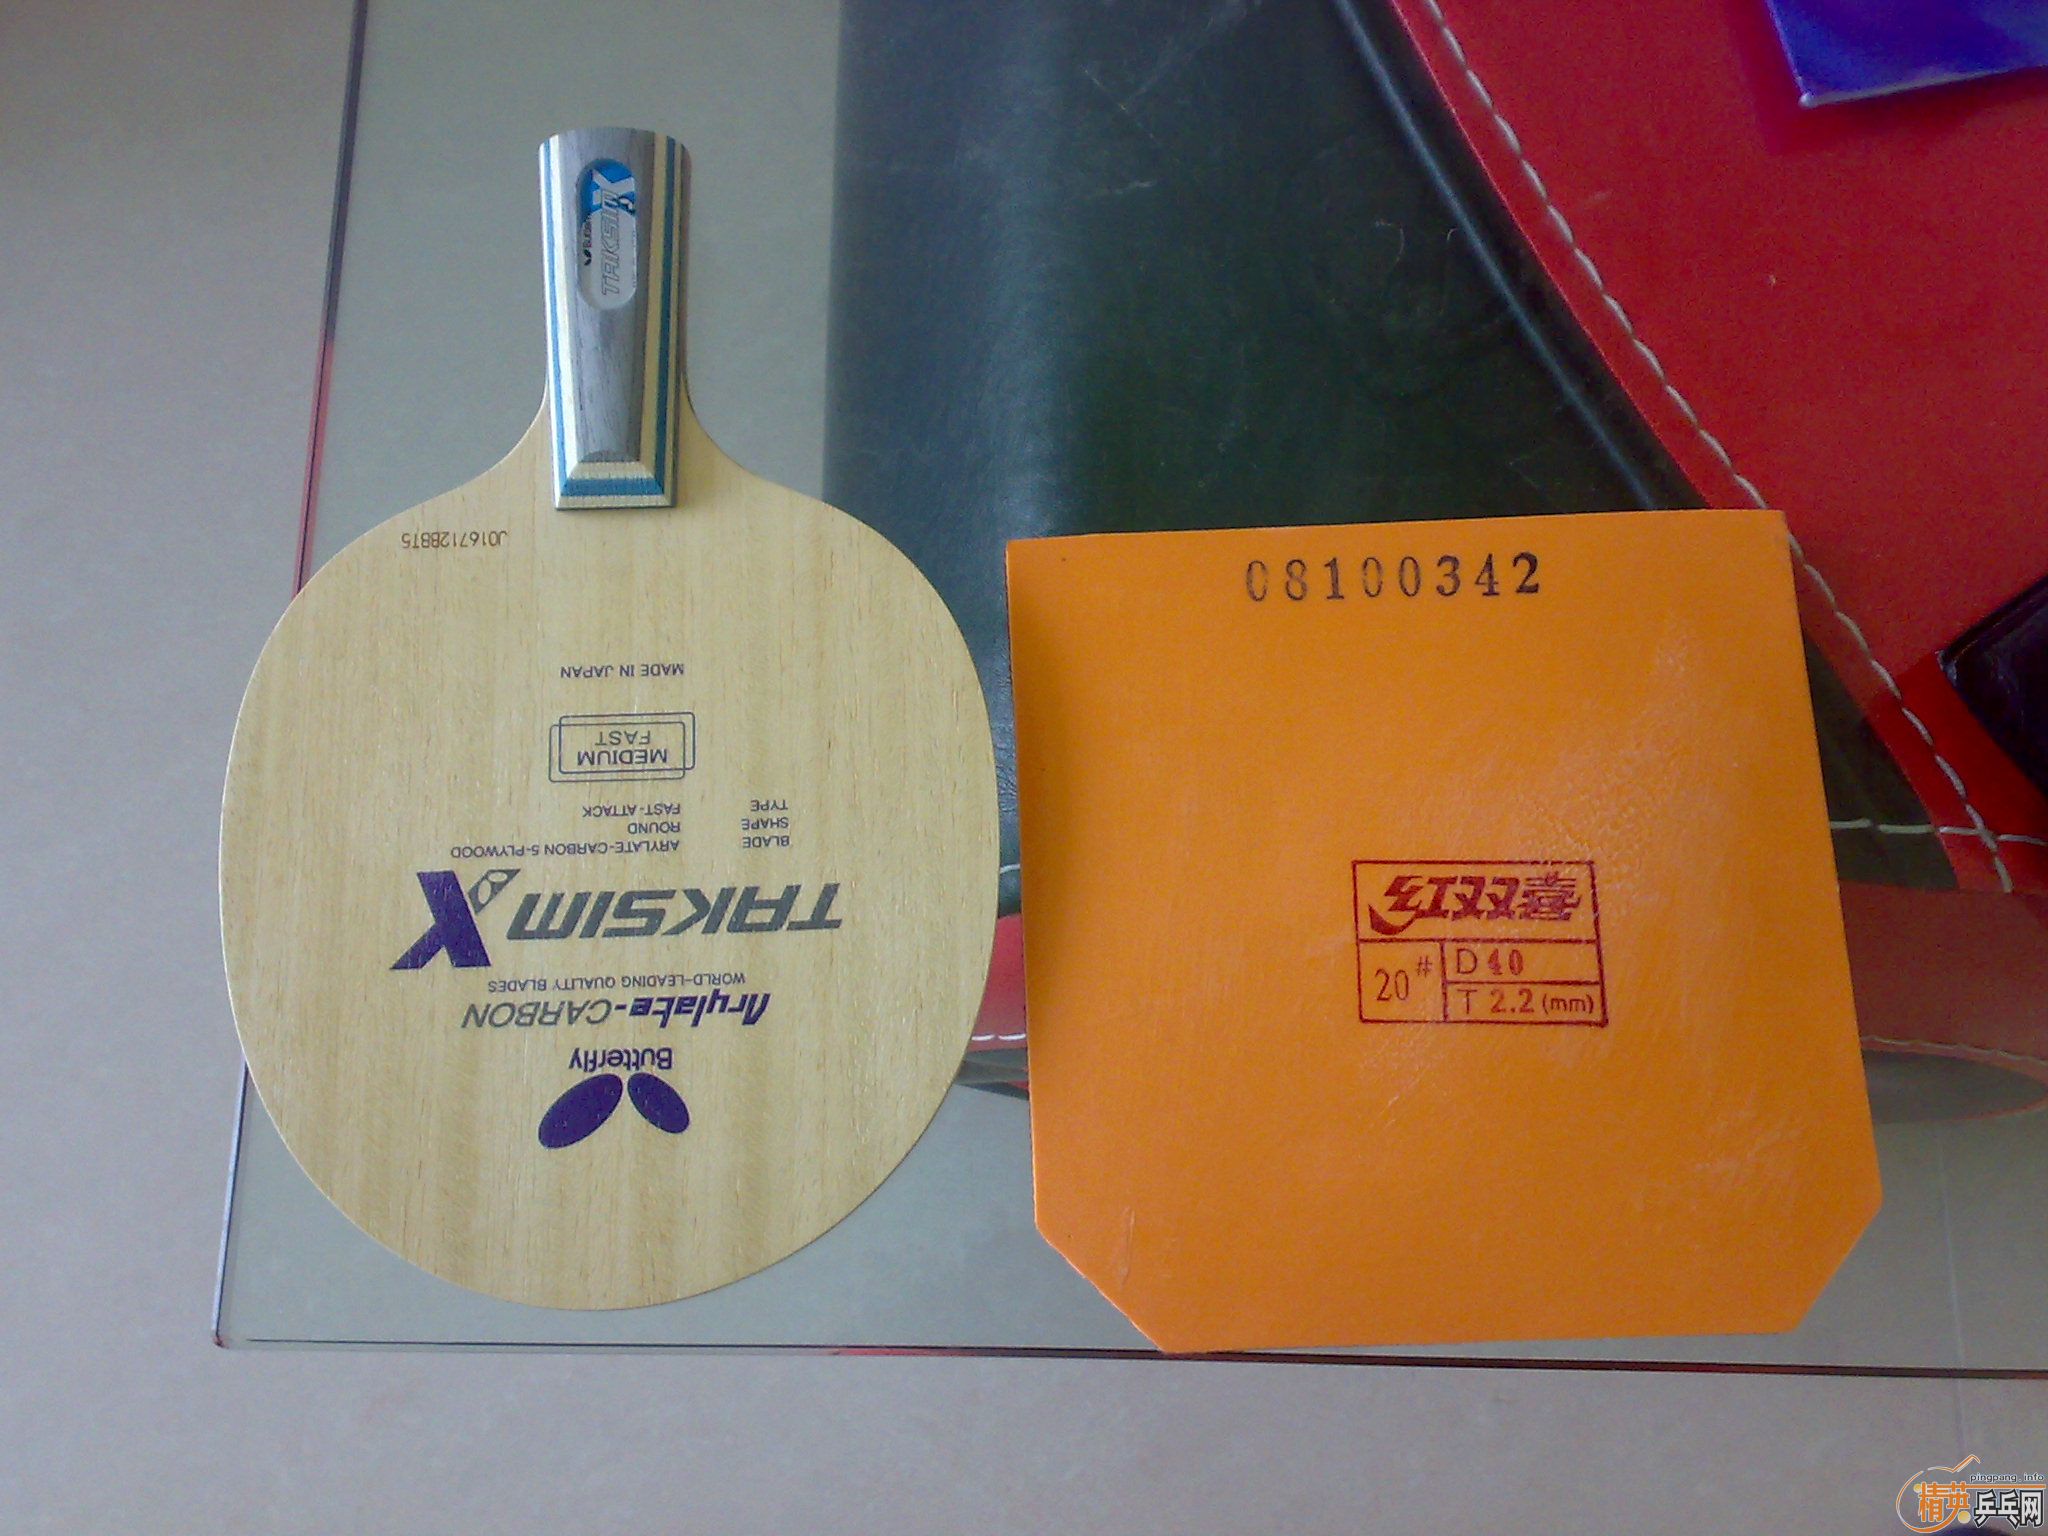 Butterfly
TAKSIM X
J016712BBT5
MADE IN JAPAN
MEDIUM
FAST
TYPE FAST-ATTACK
SHAPE ROUND
BLADE ARYLATE-CARBON 5-PLYWOOD
TAKSIM X
WORLD-LEADING QUALITY BLADES
Arylate-CARBON
Butterfly
08100342
红双喜
20# D 40
T 2.2 (mm)
pingpang.info
精英乒乓网